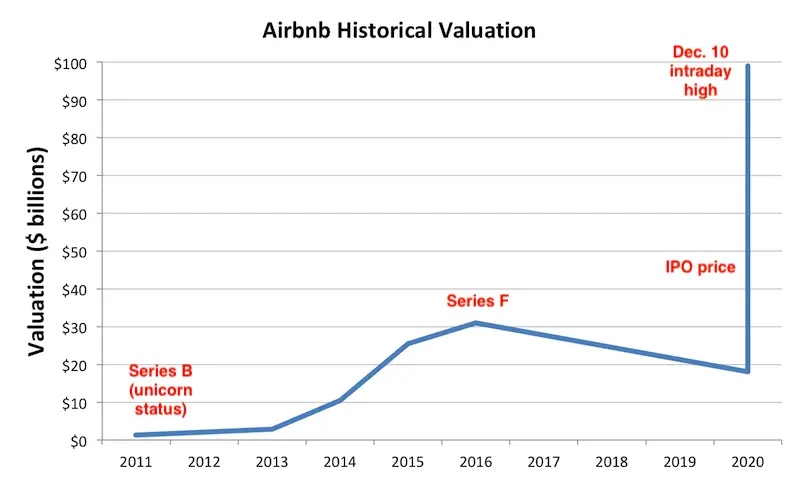 Airbnb Historical Valuation
Valuation ($ billions)
$100
$90
$80
$70
$60
$50
$40
$30
$20
$10
$0
Dec. 10
intraday
high
IPO price
Series F
Series B
(unicorn
status)
2011 2012 2013 2014 2015 2016 2017 2018 2019 2020